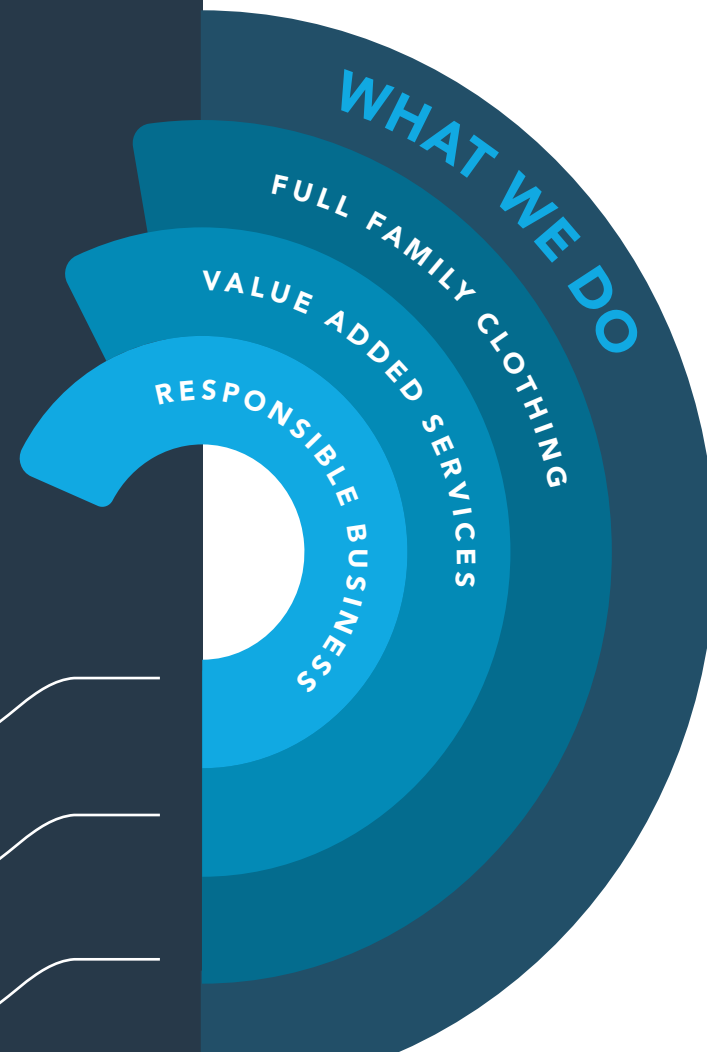 WHAT WE DO
FULL FAMILY CLOTHING
VALUE ADDED SERVICES
RESPONSIBLE BUSINESS